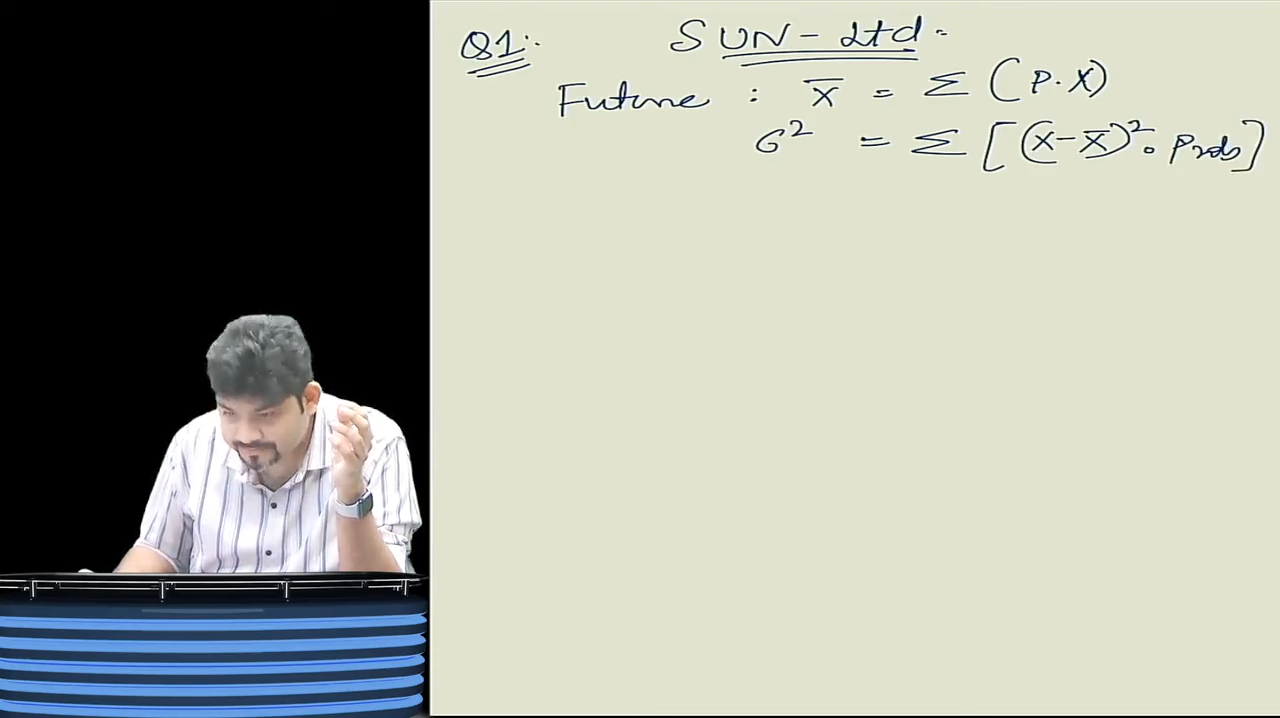 Q1:. SUN - Ltd.
Future : x̄ = Σ (P.X)
σ² = Σ [(X-X̄)². Prob]